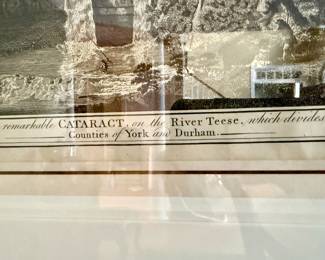 remarkable CATARACT, on the River Teese, which divides
Counties of York and Durham.